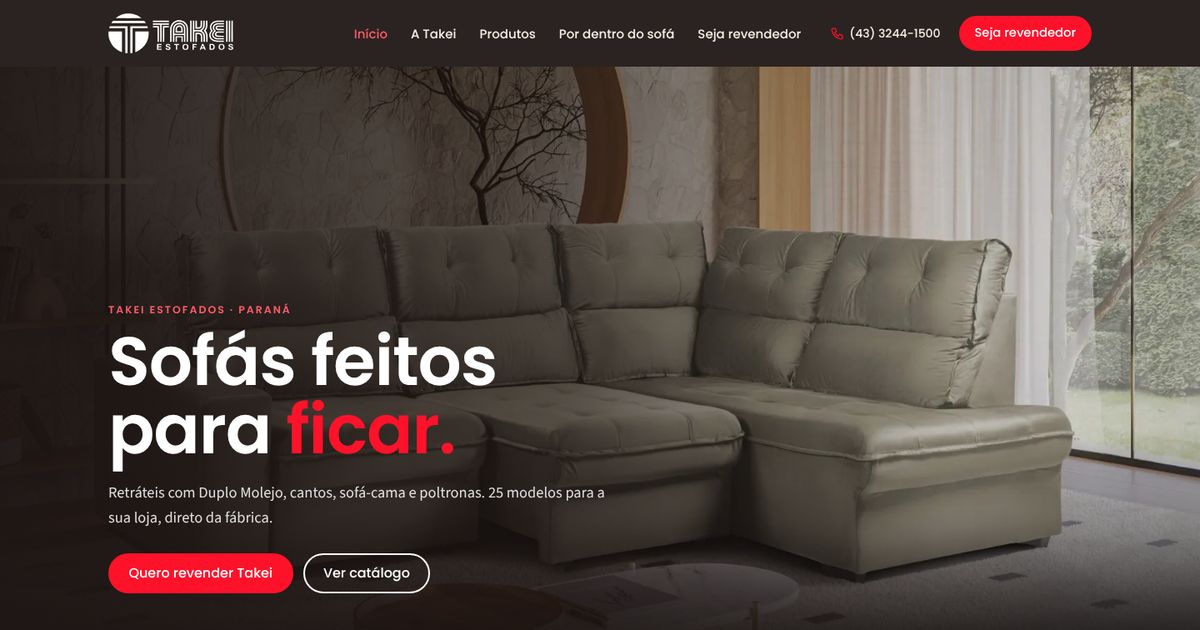 TAKEI
ESTOFADOS
Início
A Takei
Produtos
Por dentro do sofá
Seja revendedor
(43) 3244-1500
Seja revendedor
TAKEI ESTOFADOS · PARANÁ
Sofás feitos
para ficar.
Retráteis com Duplo Molejo, cantos, sofá-cama e poltronas. 25 modelos para a
sua loja, direto da fábrica.
Quero revender Takei
Ver catálogo